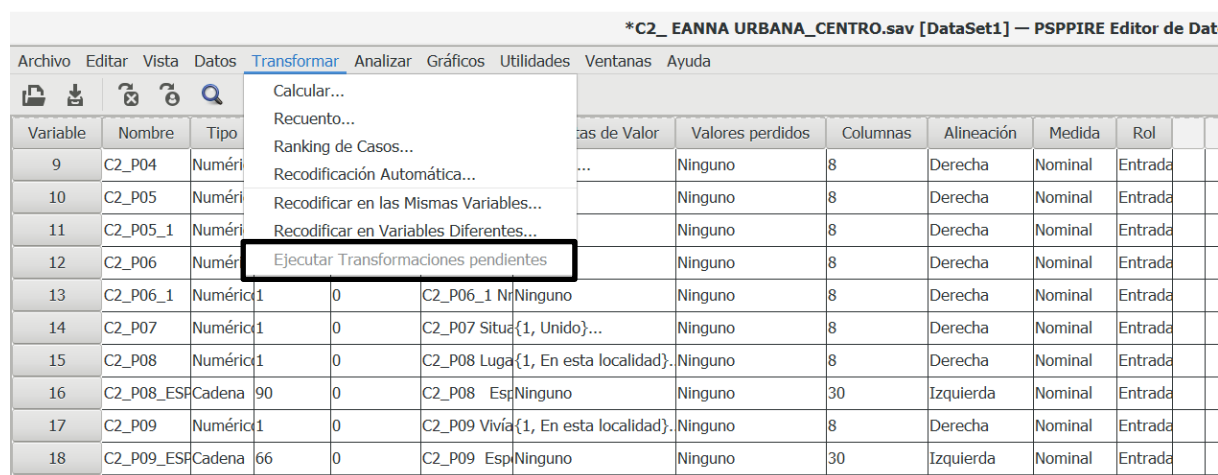 *C2_ EANNA URBANA_CENTRO.sav [DataSet1] — PSPPIRE Editor de Dat
Archivo Editar Vista Datos Transformar Analizar Gráficos Utilidades Ventanas Ayuda
Calcular...
Recuento...
Ranking de Casos...
Recodificación Automática...
Recodificar en las Mismas Variables...
Recodificar en Variables Diferentes...
Ejecutar Transformaciones pendientes
Variable Nombre Tipo tas de Valor Valores perdidos Columnas Alineación Medida Rol
9 C2_P04 Numéri ... Ninguno 8 Derecha Nominal Entrada
10 C2_P05 Numéri Ninguno 8 Derecha Nominal Entrada
11 C2_P05_1 Numéri Ninguno 8 Derecha Nominal Entrada
12 C2_P06 Numér Ninguno 8 Derecha Nominal Entrada
13 C2_P06_1 Numéric 1 0 C2_P06_1 Nr Ninguno Ninguno 8 Derecha Nominal Entrada
14 C2_P07 Numéric 1 0 C2_P07 Situa {1, Unido}... Ninguno 8 Derecha Nominal Entrada
15 C2_P08 Numéric 1 0 C2_P08 Luga {1, En esta localidad}.. Ninguno 8 Derecha Nominal Entrada
16 C2_P08_ESP Cadena 90 0 C2_P08 Esp Ninguno Ninguno 30 Izquierda Nominal Entrada
17 C2_P09 Numéric 1 0 C2_P09 Vivía {1, En esta localidad}.. Ninguno 8 Derecha Nominal Entrada
18 C2_P09_ESP Cadena 66 0 C2_P09 Esp Ninguno Ninguno 30 Izquierda Nominal Entrada